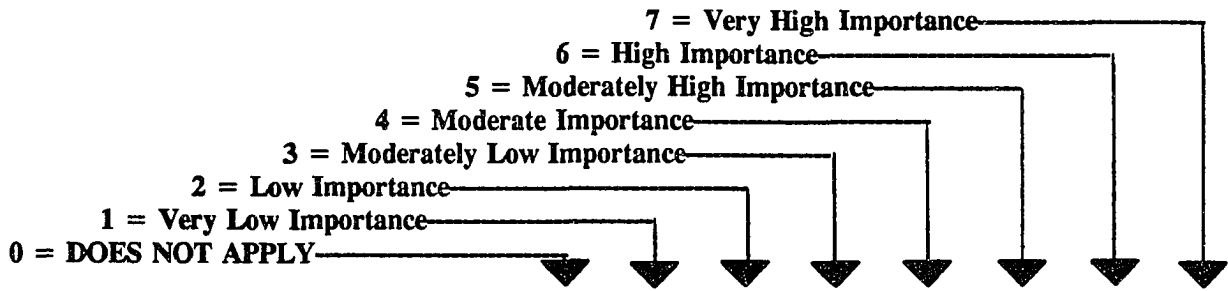 7 = Very High Importance
6 = High Importance
5 = Moderately High Importance
4 = Moderate Importance
3 = Moderately Low Importance
2 = Low Importance
1 = Very Low Importance
0 = DOES NOT APPLY